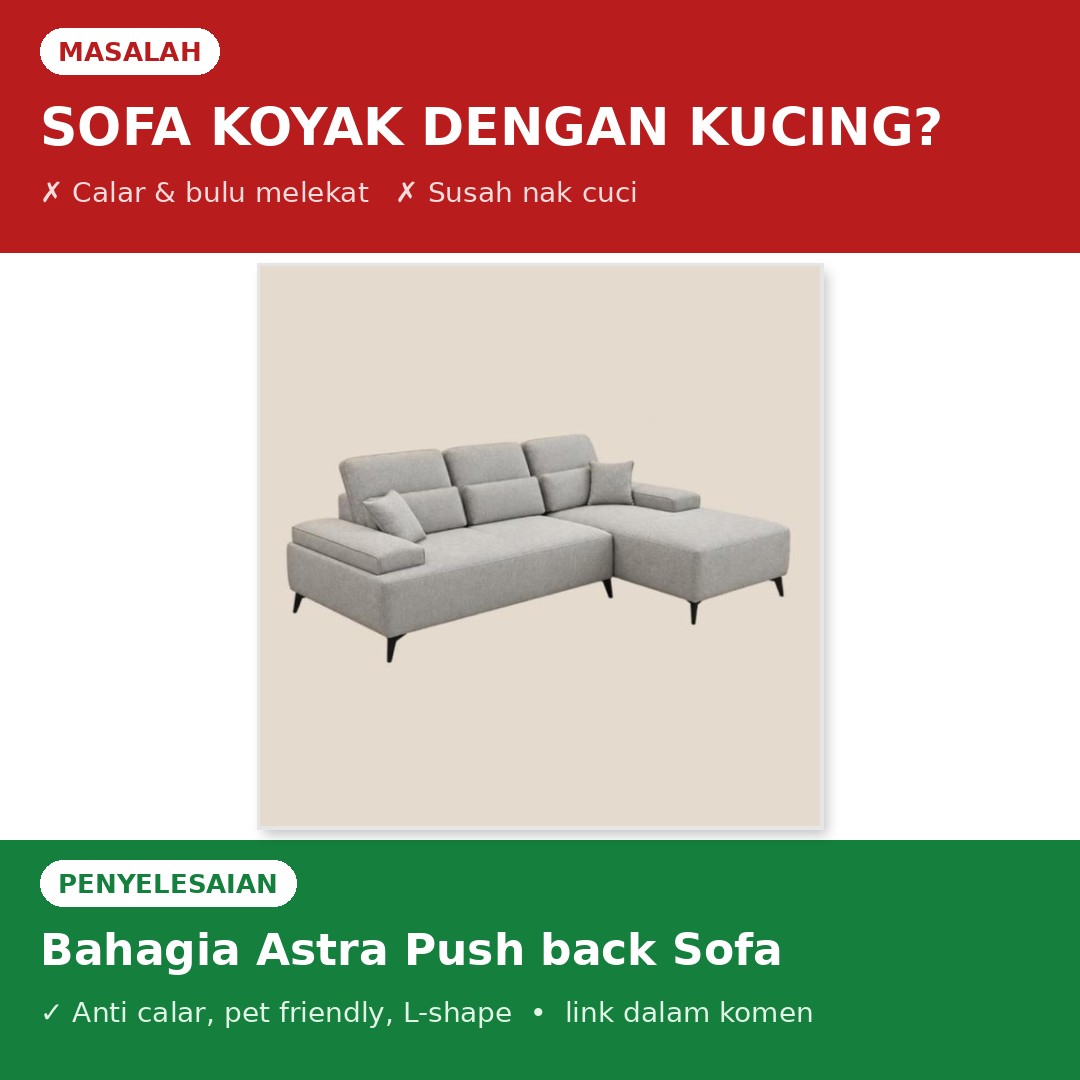 MASALAH
SOFA KOYAK DENGAN KUCING?
✗ Calar & bulu melekat ✗ Susah nak cuci
PENYELESAIAN
Bahagia Astra Push back Sofa
✓ Anti calar, pet friendly, L-shape • link dalam komen